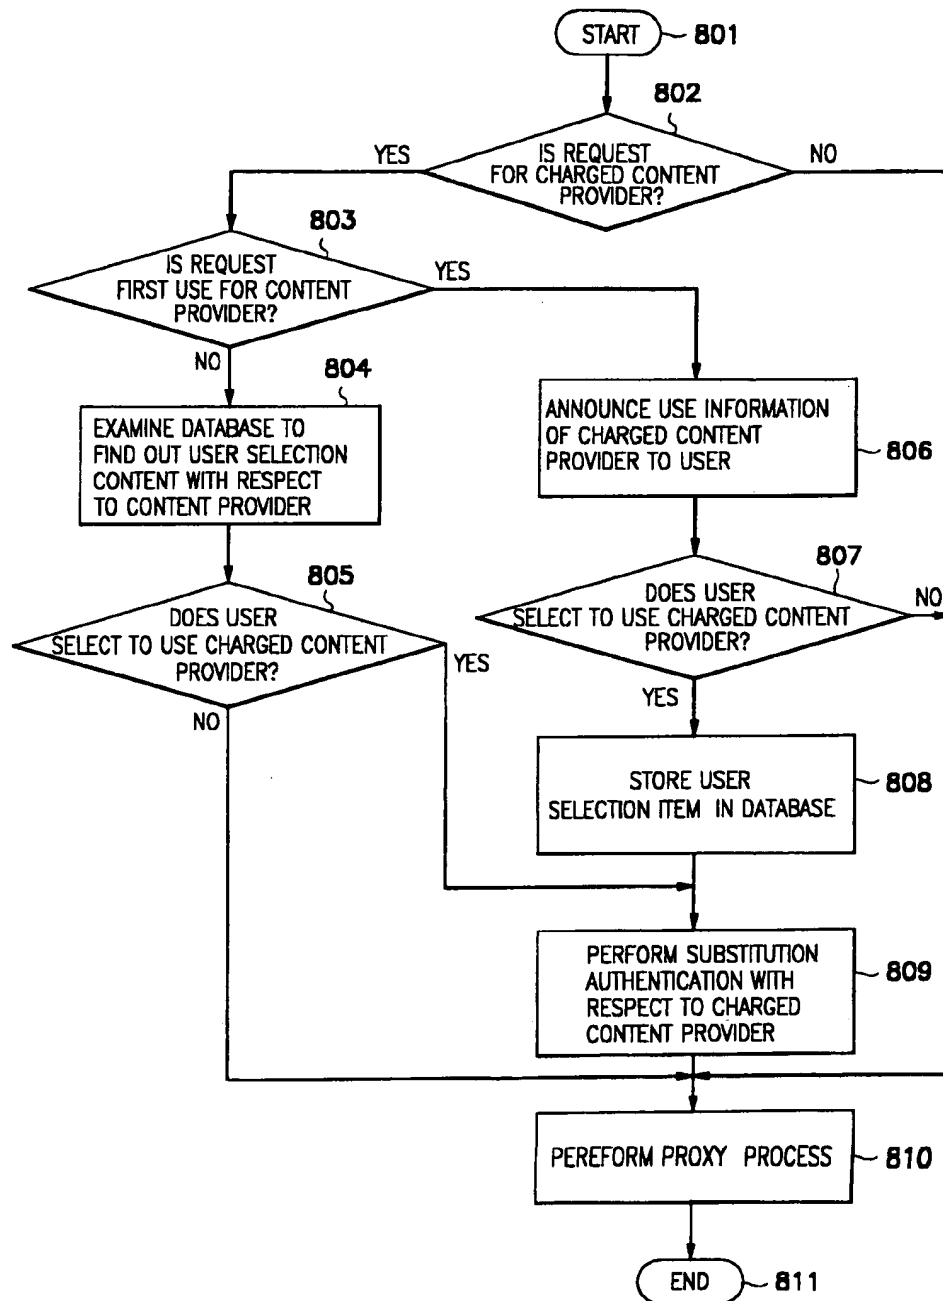 START
801
802
YES
IS REQUEST
FOR CHARGED CONTENT
PROVIDER?
NO
803
IS REQUEST
FIRST USE FOR CONTENT
PROVIDER?
YES
NO
804
EXAMINE DATABASE TO
FIND OUT USER SELECTION
CONTENT WITH RESPECT
TO CONTENT PROVIDER
ANNOUNCE USE INFORMATION
OF CHARGED CONTENT
PROVIDER TO USER
806
805
DOES USER
SELECT TO USE CHARGED CONTENT
PROVIDER?
YES
NO
807
DOES USER
SELECT TO USE CHARGED CONTENT
PROVIDER?
NO
YES
STORE USER
SELECTION ITEM IN DATABASE
808
PERFORM SUBSTITUTION
AUTHENTICATION WITH
RESPECT TO CHARGED
CONTENT PROVIDER
809
PEREFORM PROXY PROCESS
810
END
811